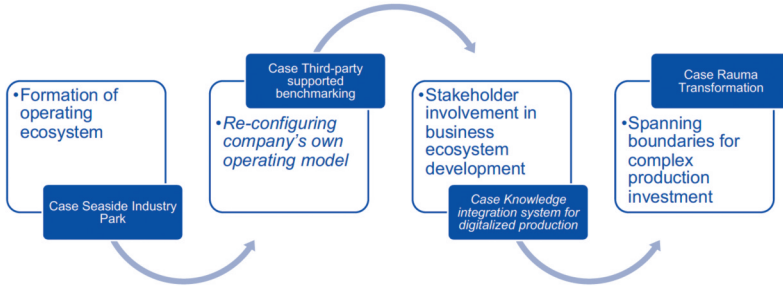 •Formation of
operating
ecosystem
Case Seaside Industry
Park
Case Third-party
supported
benchmarking
•Re-configuring
company's own
operating model
•Stakeholder
involvement in
business
ecosystem
development
Case Knowledge
integration system for
digitalized production
Case Rauma
Transformation
•Spanning
boundaries for
complex
production
investment